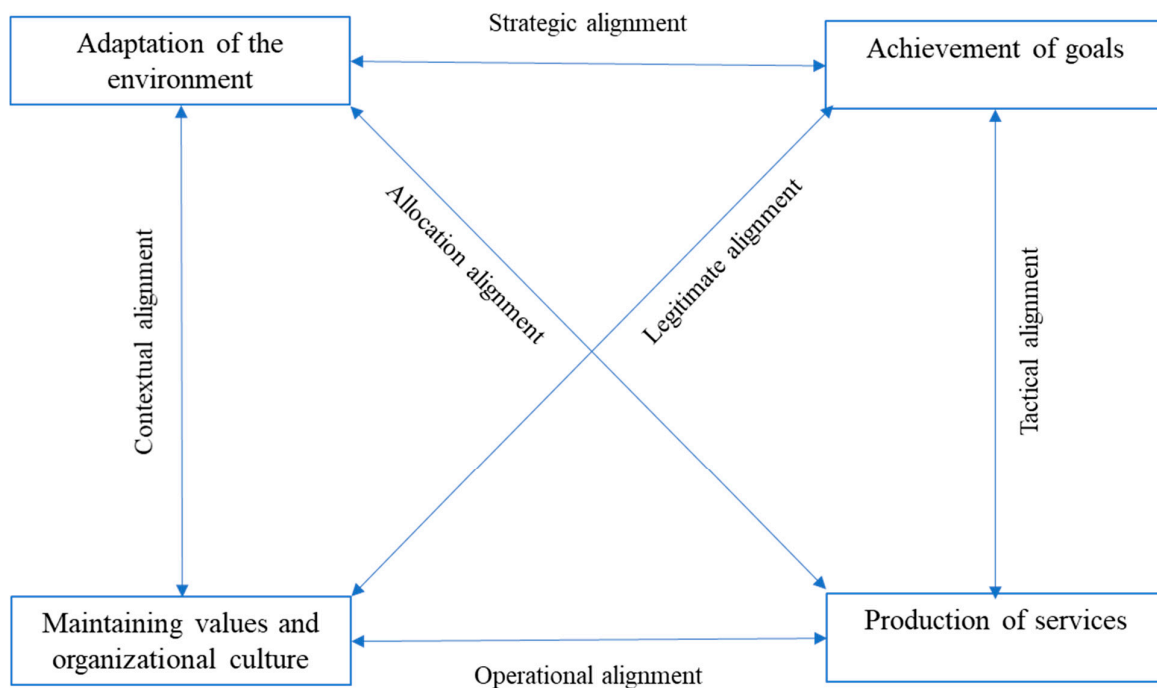 Strategic alignment
Adaptation of the
environment
Achievement of goals
Allocation alignment
Legitimate alignment
Contextual alignment
Tactical alignment
Maintaining values and
organizational culture
Production of services
Operational alignment